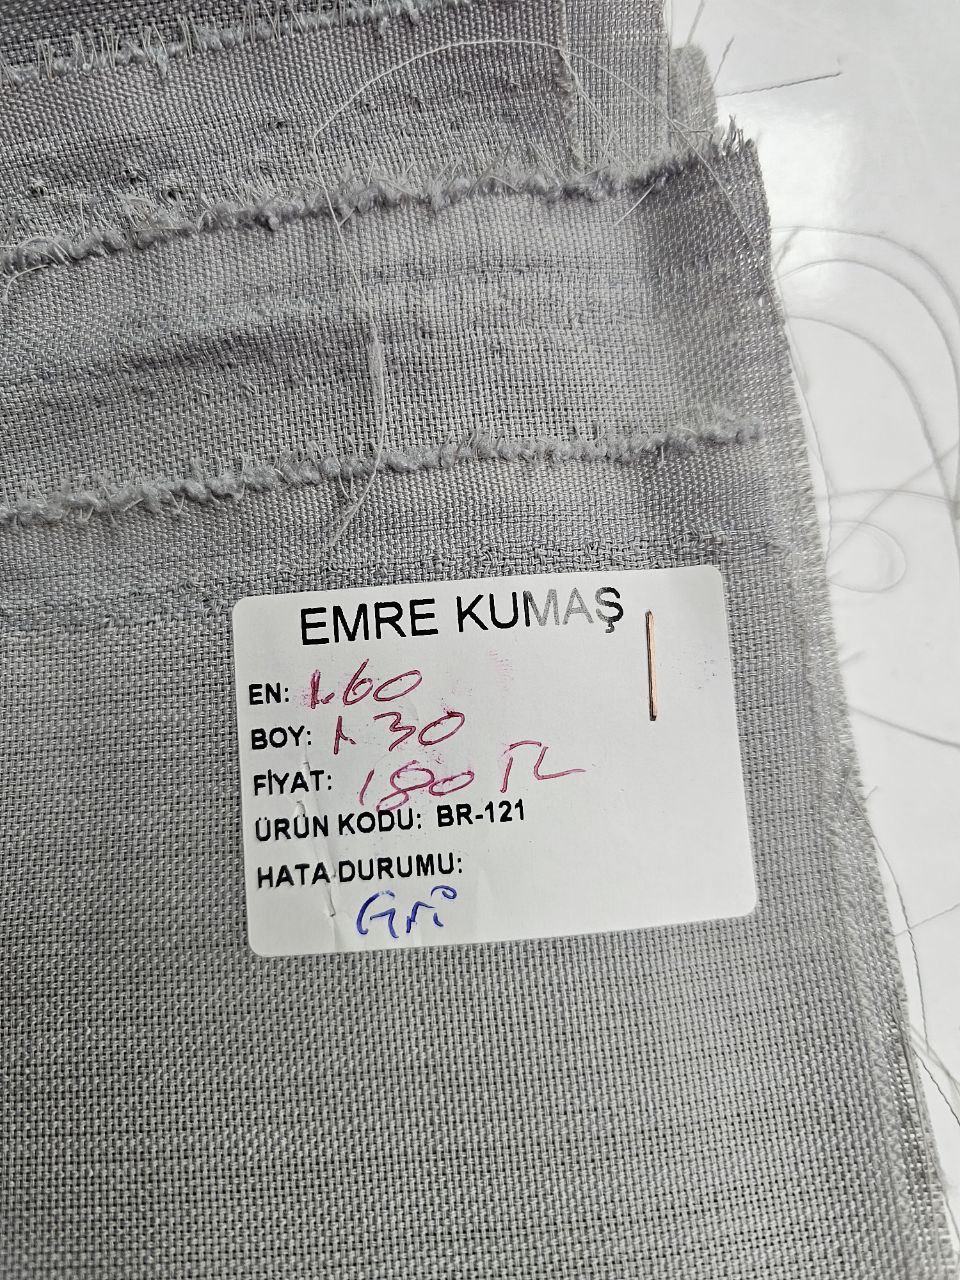 EMRE KUMAŞ
EN: 1.60
BOY: 1.30
FİYAT: 180 TL
ÜRÜN KODU: BR-121
HATA DURUMU:
Gri